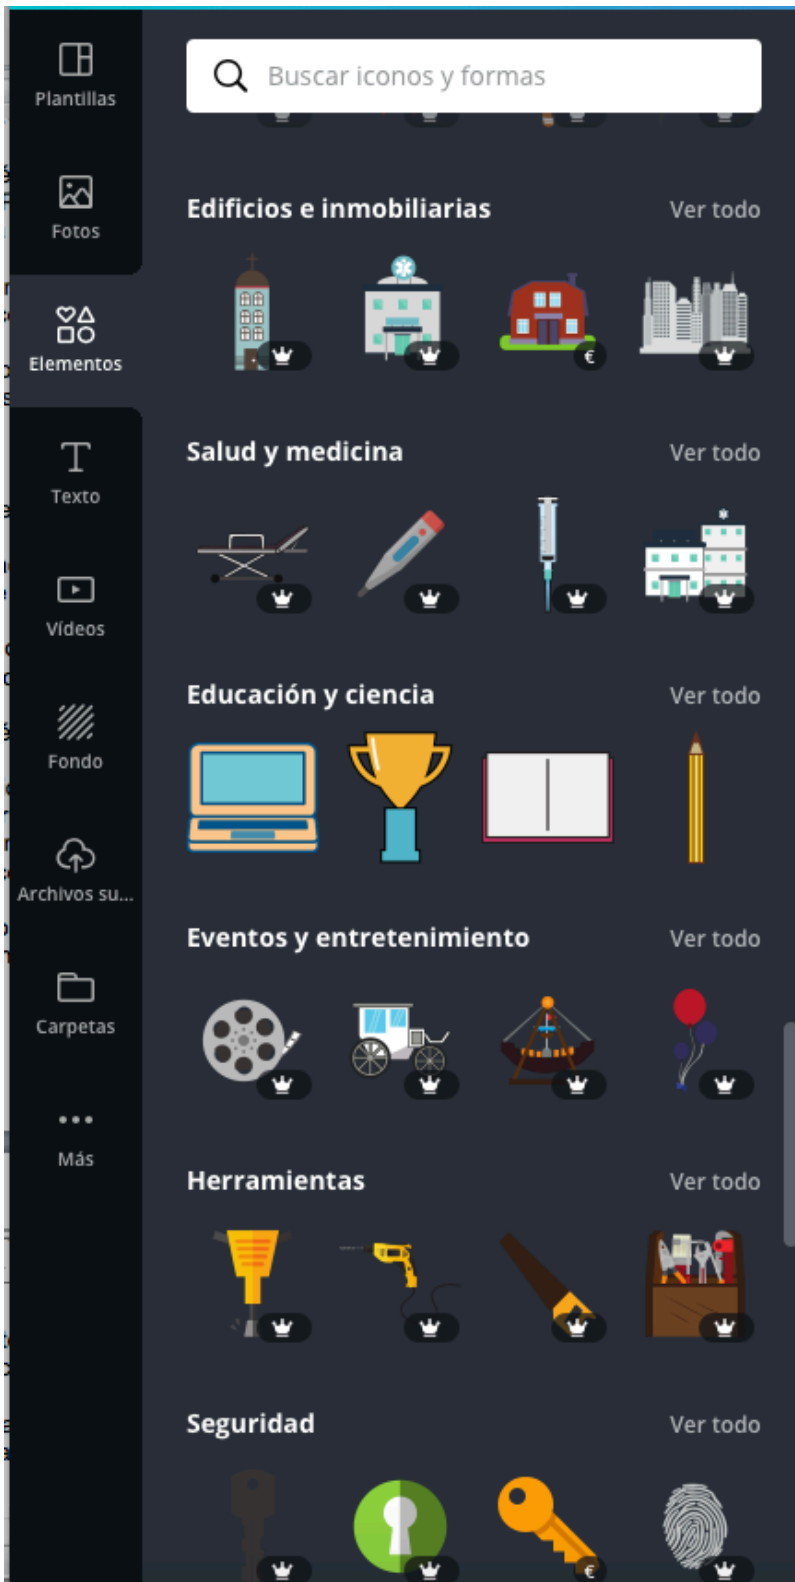 Buscar iconos y formas
Plantillas
Fotos
Elementos
Texto
Vídeos
Fondo
Archivos su...
Carpetas
Más
Edificios e inmobiliarias
Ver todo
€
Salud y medicina
Ver todo
Educación y ciencia
Ver todo
Eventos y entretenimiento
Ver todo
Herramientas
Ver todo
Seguridad
Ver todo
€